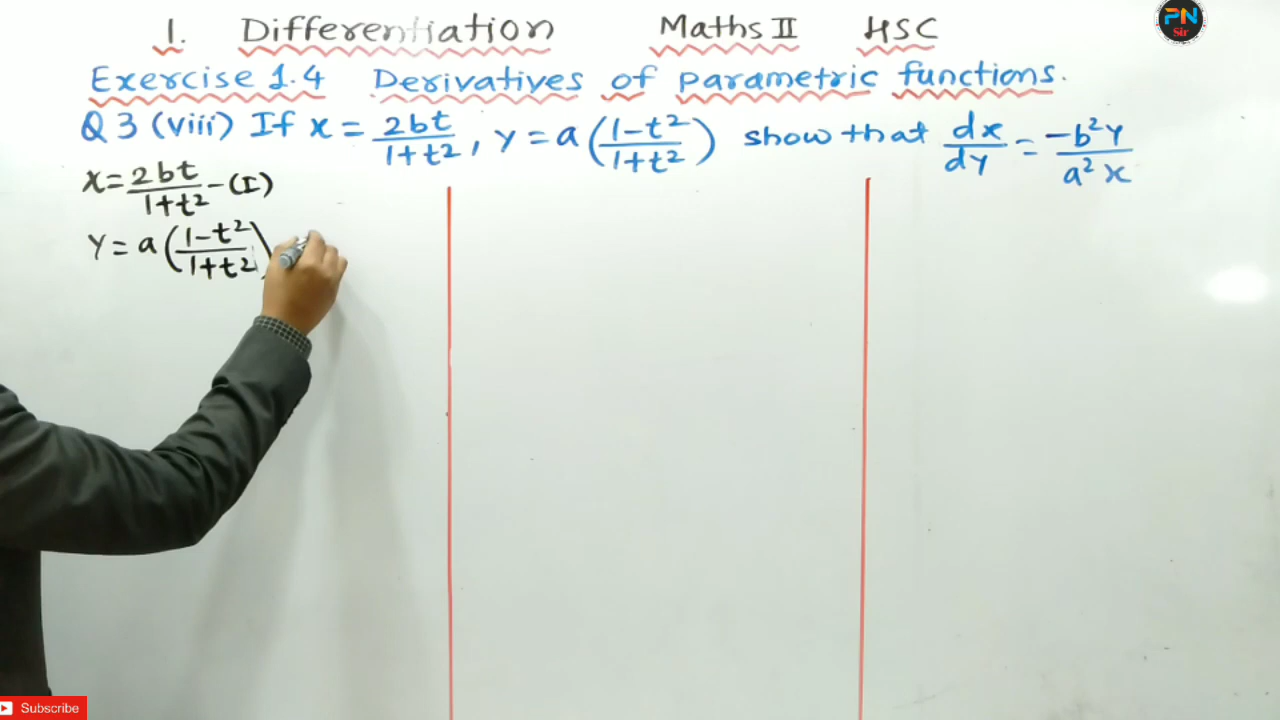 1. Differentiation Maths II HSC
PN
Sir
Exercise 1.4 Derivatives of parametric functions.
Q 3 (viii) If x = 2bt/1+t², y = a(1-t²/1+t²) show that dx/dy = -b²y/a²x
x = 2bt/1+t² - (I)
y = a(1-t²/1+t²)
Subscribe